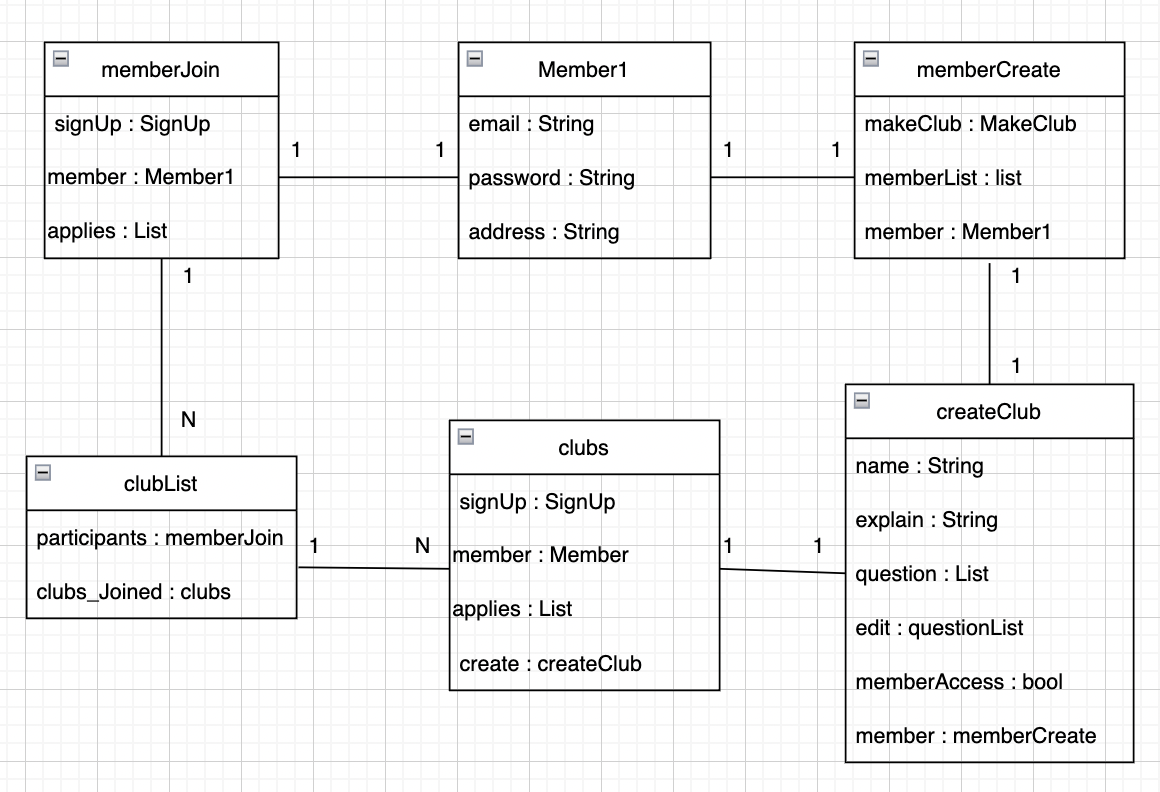 memberJoin
signUp : SignUp
member : Member1
applies : List
1
1
Member1
email : String
password : String
address : String
1
1
memberCreate
makeClub : MakeClub
memberList : list
member : Member1
1
N
1
1
clubList
participants : memberJoin
clubs_Joined : clubs
1
N
clubs
signUp : SignUp
member : Member
applies : List
create : createClub
1
1
createClub
name : String
explain : String
question : List
edit : questionList
memberAccess : bool
member : memberCreate